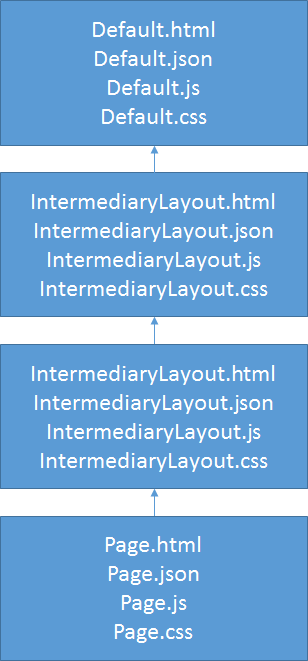 Default.html
Default.json
Default.js
Default.css
IntermediaryLayout.html
IntermediaryLayout.json
IntermediaryLayout.js
IntermediaryLayout.css
IntermediaryLayout.html
IntermediaryLayout.json
IntermediaryLayout.js
IntermediaryLayout.css
Page.html
Page.json
Page.js
Page.css